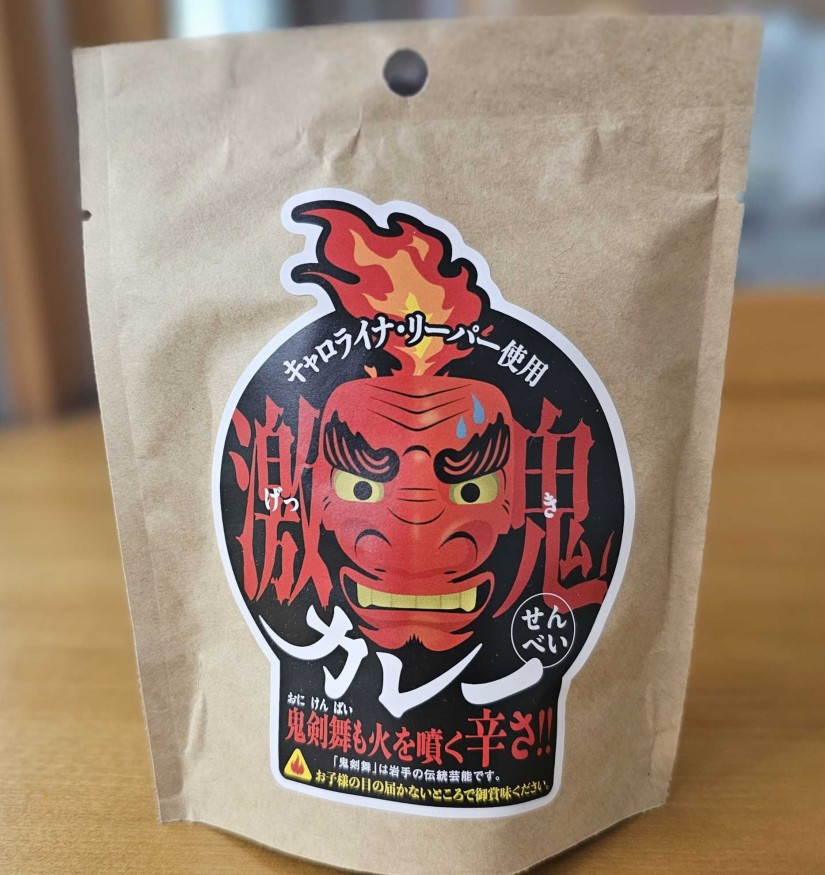 キャロライナ・リーパー使用
激鬼
げっ
き
カレー
せん
べい
おに けん ばい
鬼剣舞も火を噴く辛さ!!
「鬼剣舞」は岩手の伝統芸能です。
お子様の目の届かないところで御賞味ください。